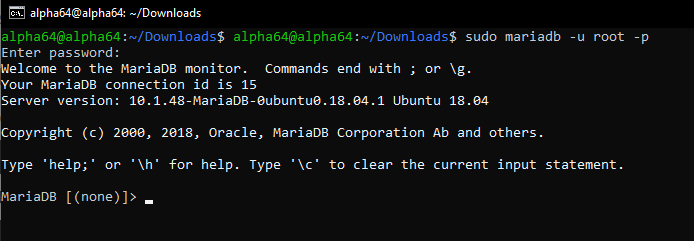 alpha64@alpha64: ~/Downloads
alpha64@alpha64:~/Downloads$ alpha64@alpha64:~/Downloads$ sudo mariadb -u root -p
Enter password:
Welcome to the MariaDB monitor.  Commands end with ; or \g.
Your MariaDB connection id is 15
Server version: 10.1.48-MariaDB-0ubuntu0.18.04.1 Ubuntu 18.04
Copyright (c) 2000, 2018, Oracle, MariaDB Corporation Ab and others.
Type 'help;' or '\h' for help. Type '\c' to clear the current input statement.
MariaDB [(none)]>